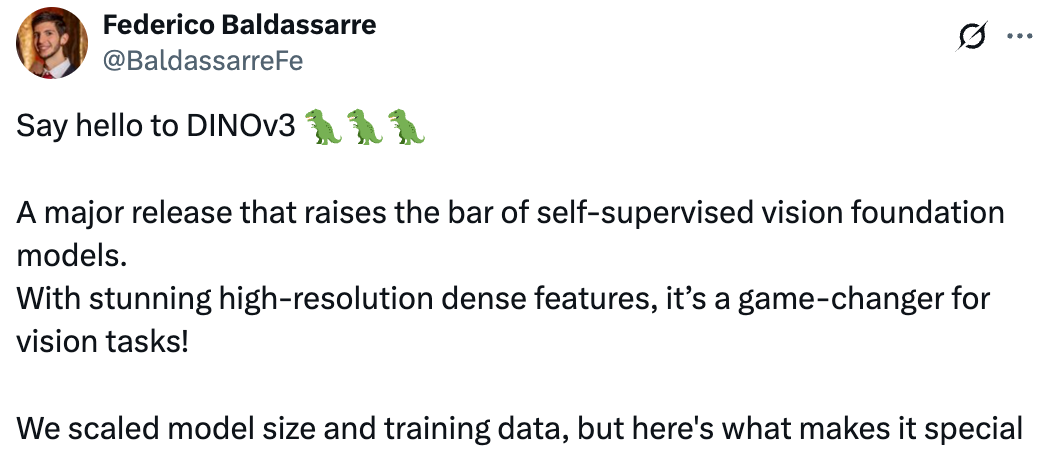 Federico Baldassarre
@BaldassarreFe
Say hello to DINOv3 🦖🦖🦖
A major release that raises the bar of self-supervised vision foundation
models.
With stunning high-resolution dense features, it’s a game-changer for
vision tasks!
We scaled model size and training data, but here's what makes it special